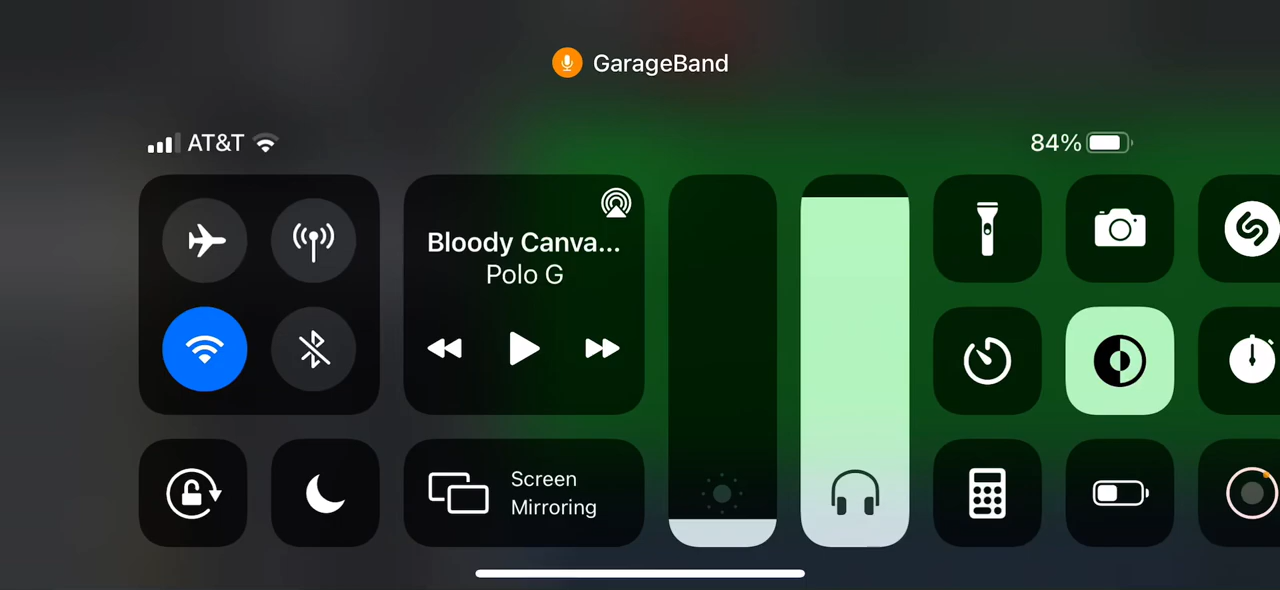 GarageBand
AT&T
84%
Bloody Canva...
Polo G
Screen
Mirroring